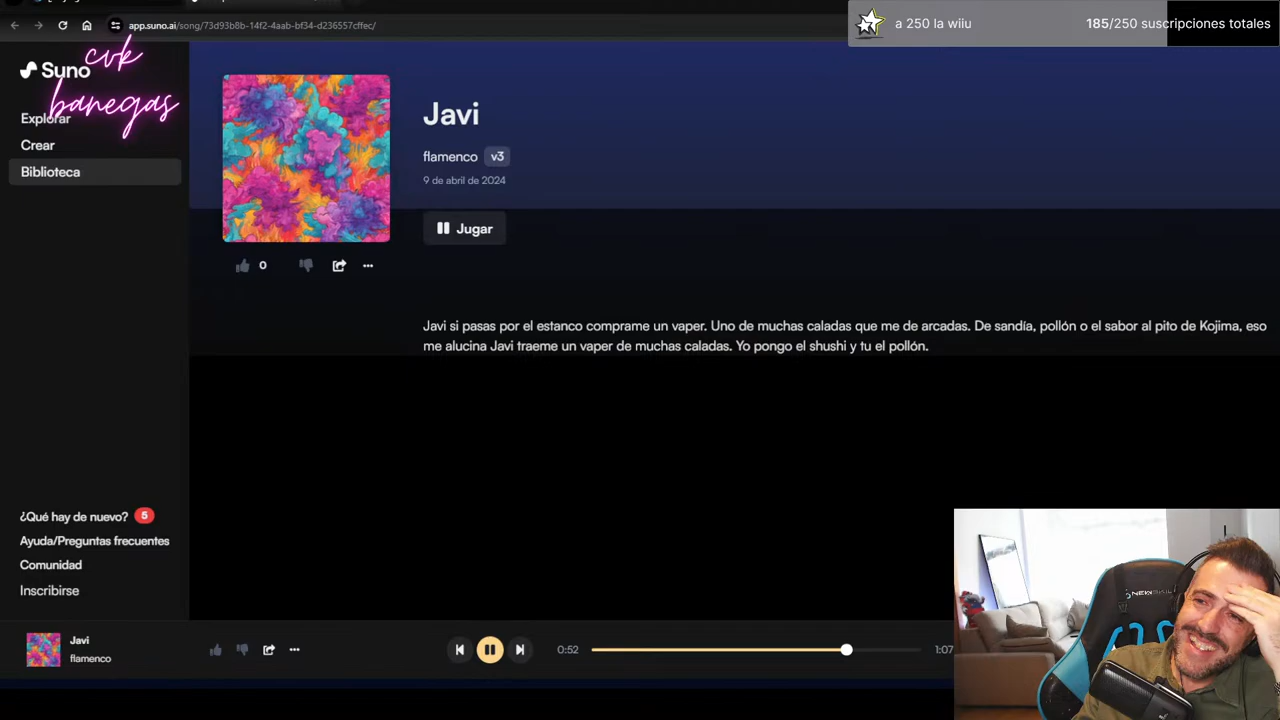 app.suno.ai/song/73d93b8b-14f2-4aab-bf34-d236557cffec/
a 250 la wiiu
185/250 suscripciones totales
Suno
cvk
banegas
Explorar
Crear
Biblioteca
Javi
flamenco v3
9 de abril de 2024
Jugar
0
Javi si pasas por el estanco comprame un vaper. Uno de muchas caladas que me de arcadas. De sandía, pollón o el sabor al pito de Kojima, eso
me alucina Javi traeme un vaper de muchas caladas. Yo pongo el shushi y tu el pollón.
¿Qué hay de nuevo? 5
Ayuda/Preguntas frecuentes
Comunidad
Inscribirse
Javi
flamenco
0:52
1:07